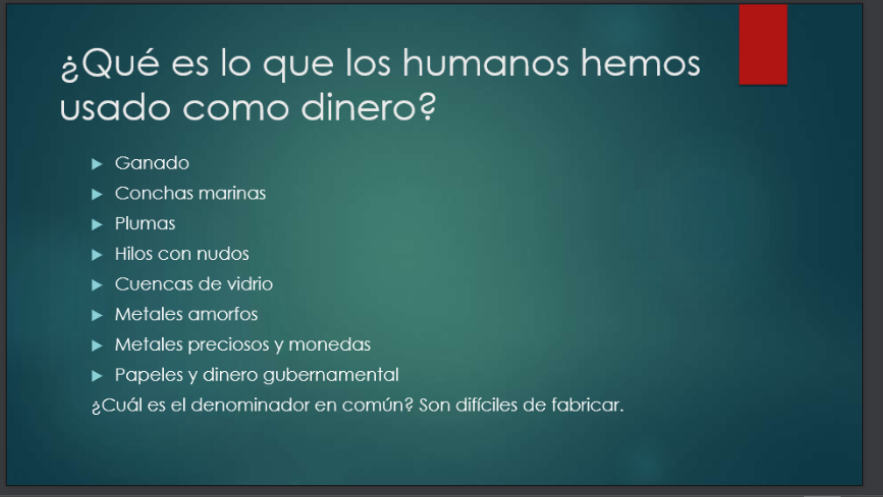 ¿Qué es lo que los humanos hemos
usado como dinero?
Ganado
Conchas marinas
Plumas
Hilos con nudos
Cuencas de vidrio
Metales amorfos
Metales preciosos y monedas
Papeles y dinero gubernamental
¿Cuál es el denominador en común? Son difíciles de fabricar.